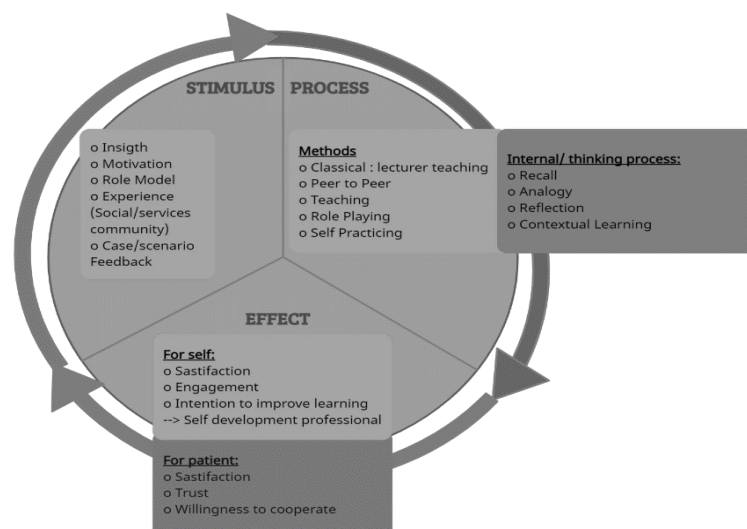 STIMULUS
PROCESS
o Insigth
o Motivation
o Role Model
o Experience
(Social/services
community)
o Case/scenario
Feedback
Methods
o Classical : lecturer teaching
o Peer to Peer
o Teaching
o Role Playing
o Self Practicing
Internal/ thinking process:
o Recall
o Analogy
o Reflection
o Contextual Learning
EFFECT
For self:
o Sastifaction
o Engagement
o Intention to improve learning
--> Self development professional
For patient:
o Sastifaction
o Trust
o Willingness to cooperate